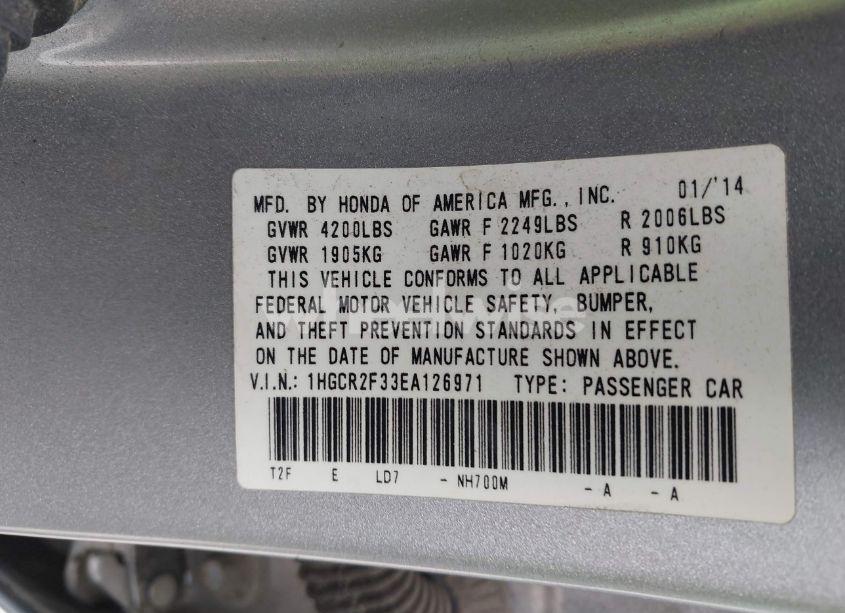 MFD. BY HONDA OF AMERICA MFG., INC. 01/'14
GVWR 4200LBS GAWR F 2249LBS R 2006LBS
GVWR 1905KG GAWR F 1020KG R 910KG
THIS VEHICLE CONFORMS TO ALL APPLICABLE
FEDERAL MOTOR VEHICLE SAFETY, BUMPER,
AND THEFT PREVENTION STANDARDS IN EFFECT
ON THE DATE OF MANUFACTURE SHOWN ABOVE.
V.I.N.: 1HGCR2F33EA126971 TYPE: PASSENGER CAR
T2F E LD7 - NH700M - A - A